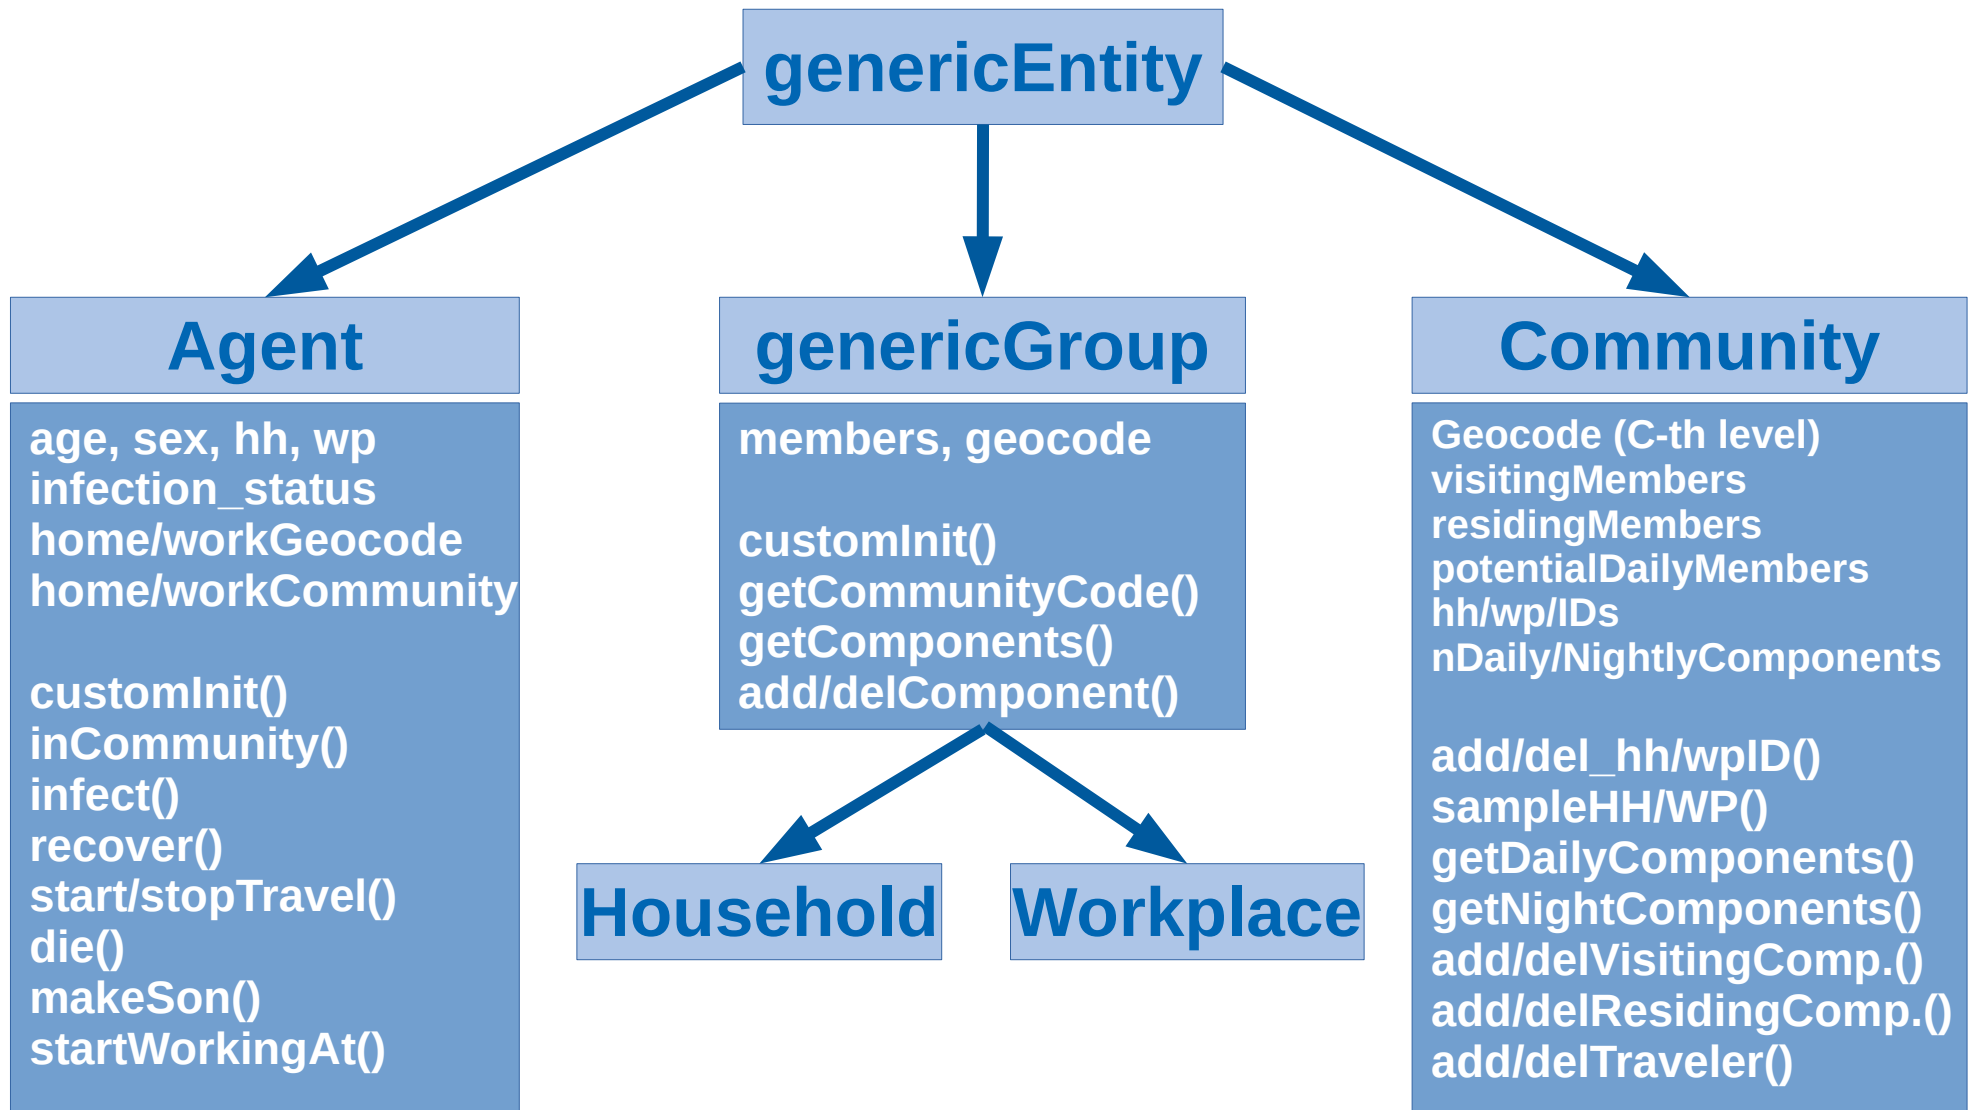 genericEntity
Agent
age, sex, hh, wp
infection_status
home/workGeocode
home/workCommunity
customInit()
inCommunity()
infect()
recover()
start/stopTravel()
die()
makeSon()
startWorkingAt()
genericGroup
members, geocode
customInit()
getCommunityCode()
getComponents()
add/delComponent()
Household
Workplace
Community
Geocode (C-th level)
visitingMembers
residingMembers
potentialDailyMembers
hh/wp/IDs
nDaily/NightlyComponents
add/del_hh/wpID()
sampleHH/WP()
getDailyComponents()
getNightComponents()
add/delVisitingComp.()
add/delResidingComp.()
add/delTraveler()